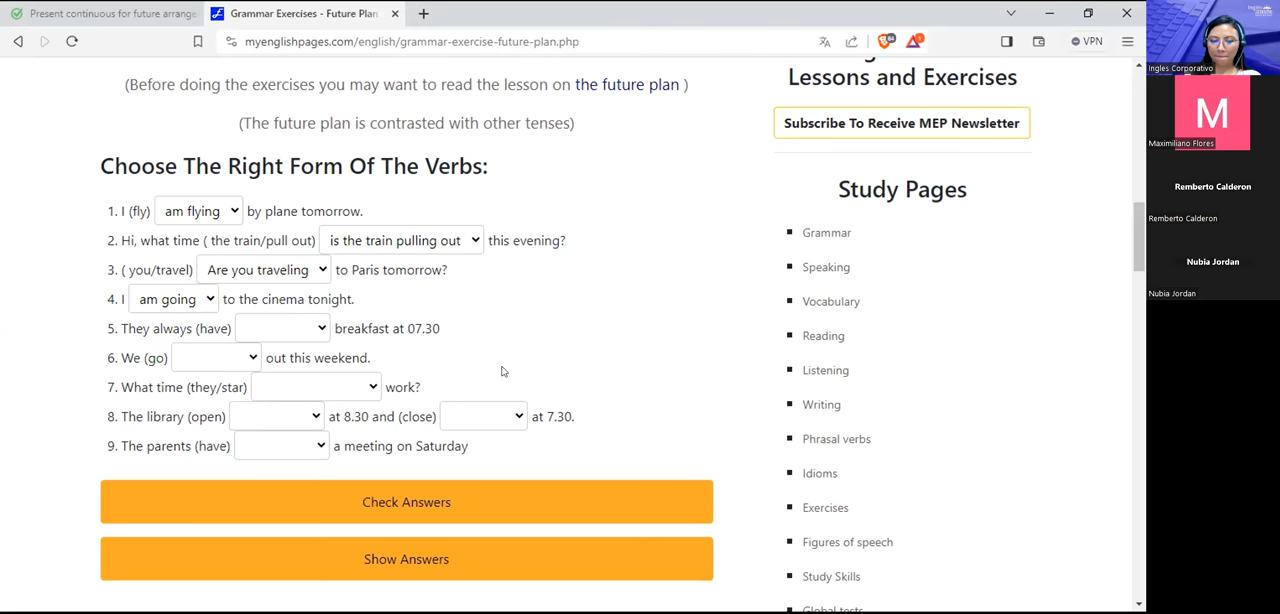 Present continuous for future arrange
Grammar Exercises - Future Plan
myenglishpages.com/english/grammar-exercise-future-plan.php
VPN
(Before doing the exercises you may want to read the lesson on the future plan )
(The future plan is contrasted with other tenses)
Choose The Right Form Of The Verbs:
1. I (fly) am flying by plane tomorrow.
2. Hi, what time ( the train/pull out) is the train pulling out this evening?
3. ( you/travel) Are you traveling to Paris tomorrow?
4. I am going to the cinema tonight.
5. They always (have) breakfast at 07.30
6. We (go) out this weekend.
7. What time (they/star) work?
8. The library (open) at 8.30 and (close) at 7.30.
9. The parents (have) a meeting on Saturday
Check Answers
Show Answers
Lessons and Exercises
Subscribe To Receive MEP Newsletter
Study Pages
Grammar
Speaking
Vocabulary
Reading
Listening
Writing
Phrasal verbs
Idioms
Exercises
Figures of speech
Study Skills
Global tests
Ingles Corporativo
M
Maximiliano Flores
Remberto Calderon
Remberto Calderon
Nubia Jordan
Nubia Jordan